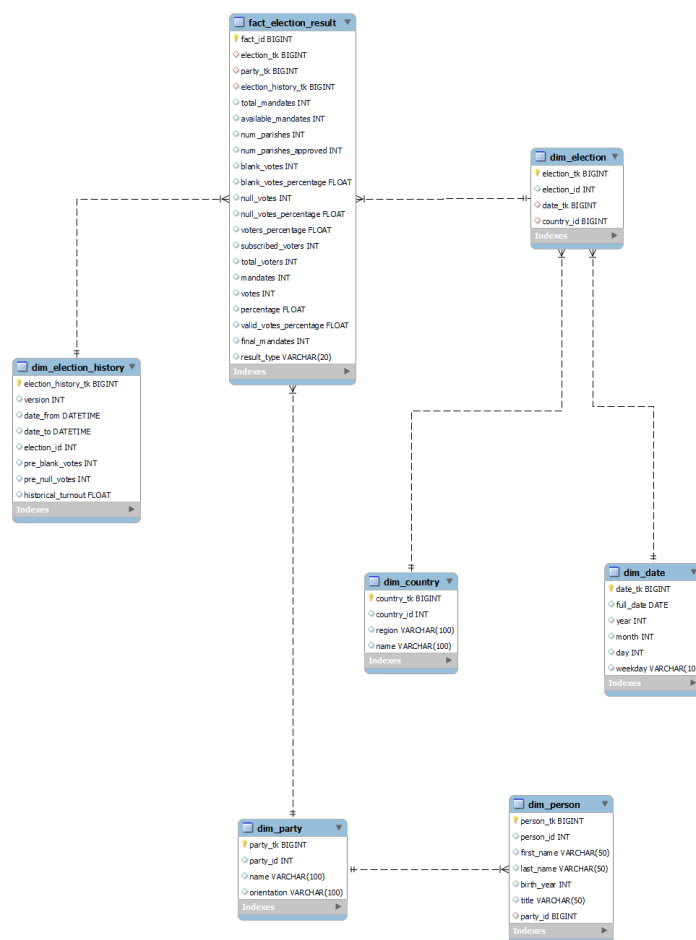 fact_election_result
fact_id BIGINT
election_tk BIGINT
party_tk BIGINT
election_history_tk BIGINT
total_mandates INT
available_mandates INT
num_parishes INT
num_parishes_approved INT
blank_votes INT
blank_votes_percentage FLOAT
null_votes INT
null_votes_percentage FLOAT
voters_percentage FLOAT
subscribed_voters INT
total_voters INT
mandates INT
votes INT
percentage FLOAT
valid_votes_percentage FLOAT
final_mandates INT
result_type VARCHAR(20)
Indexes
dim_election
election_tk BIGINT
election_id INT
date_tk BIGINT
country_id BIGINT
Indexes
dim_election_history
election_history_tk BIGINT
version INT
date_from DATETIME
date_to DATETIME
election_id INT
pre_blank_votes INT
pre_null_votes INT
historical_turnout FLOAT
Indexes
dim_country
country_tk BIGINT
country_id INT
region VARCHAR(100)
name VARCHAR(100)
Indexes
dim_date
date_tk BIGINT
full_date DATE
year INT
month INT
day INT
weekday VARCHAR(10
Indexes
dim_party
party_tk BIGINT
party_id INT
name VARCHAR(100)
orientation VARCHAR(100)
Indexes
dim_person
person_tk BIGINT
person_id INT
first_name VARCHAR(50)
last_name VARCHAR(50)
birth_year INT
title VARCHAR(50)
party_id BIGINT
Indexes